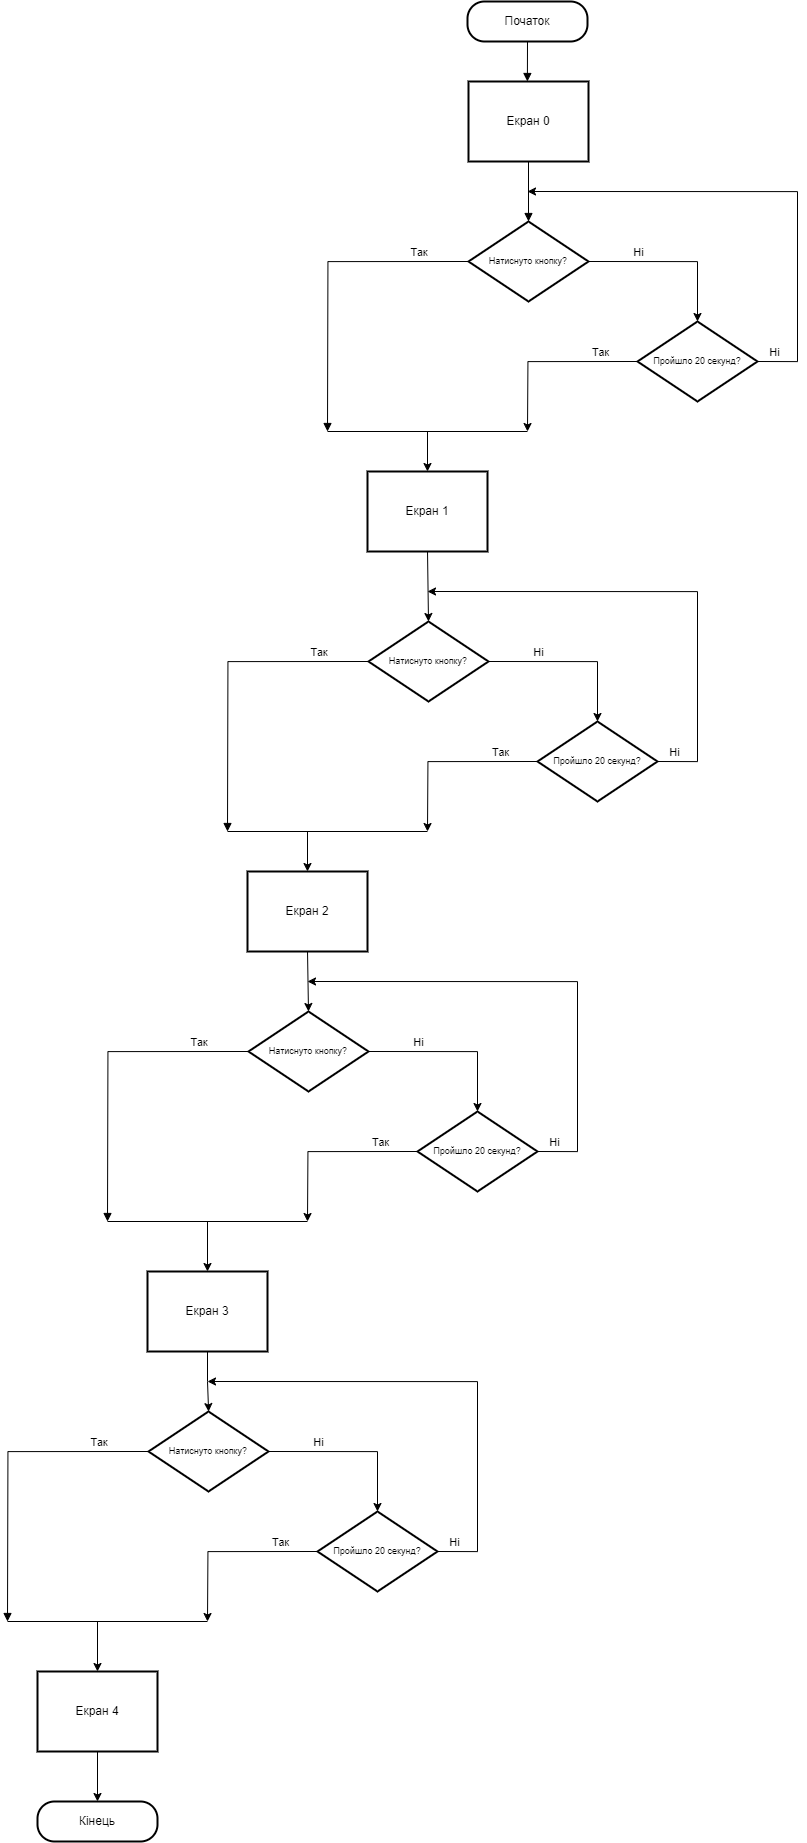 Початок
Екран 0
Так
Ні
Натиснуто кнопку?
Так
Ні
Пройшло 20 секунд?
Екран 1
Так
Ні
Натиснуто кнопку?
Так
Ні
Пройшло 20 секунд?
Екран 2
Так
Ні
Натиснуто кнопку?
Так
Ні
Пройшло 20 секунд?
Екран 3
Так
Ні
Натиснуто кнопку?
Так
Ні
Пройшло 20 секунд?
Екран 4
Кінець